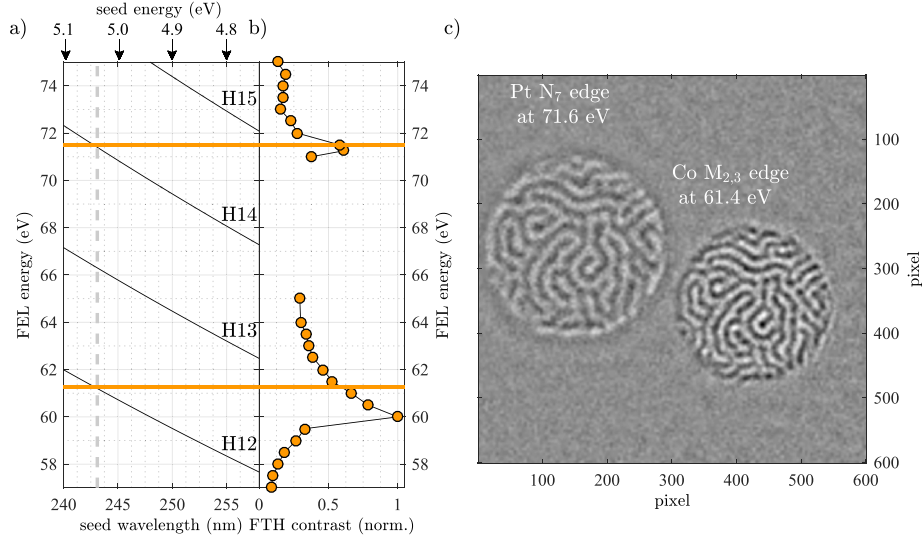 seed energy (eV)
a)
5.1 5.0 4.9 4.8
b)
c)
FEL energy (eV)
74
72
70
68
66
64
62
60
58
H15
H14
H13
H12
240 245 250 255
seed wavelength (nm)
0 0.5 1
FTH contrast (norm.)
FEL energy (eV)
74
72
70
68
66
64
62
60
58
Pt N7 edge
at 71.6 eV
Co M2,3 edge
at 61.4 eV
100
200
300
400
500
600
pixel
100 200 300 400 500 600
pixel